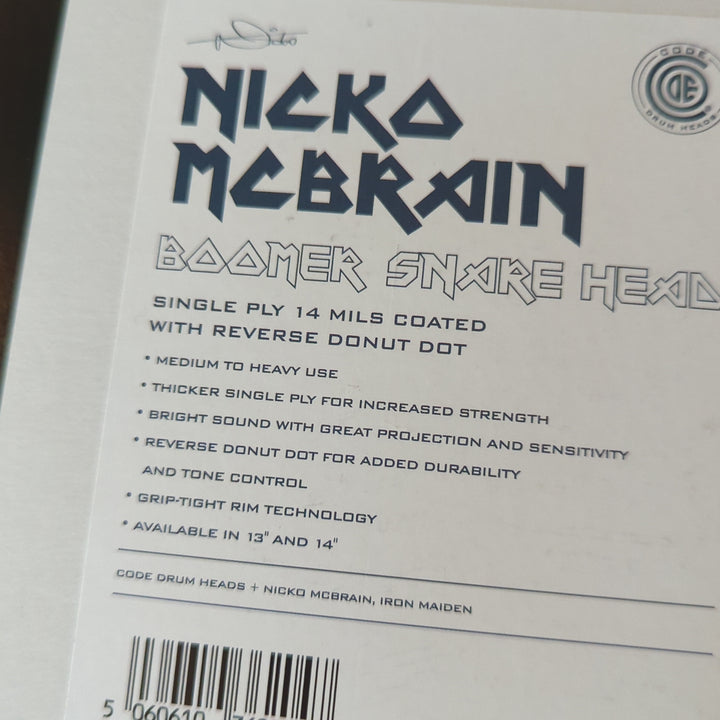 Nicko
CODE
DRUM HEADS
NICKO
MCBRAIN
BOOMER SNARE HEAD
SINGLE PLY 14 MILS COATED
WITH REVERSE DONUT DOT
• MEDIUM TO HEAVY USE
• THICKER SINGLE PLY FOR INCREASED STRENGTH
• BRIGHT SOUND WITH GREAT PROJECTION AND SENSITIVITY
• REVERSE DONUT DOT FOR ADDED DURABILITY
AND TONE CONTROL
• GRIP-TIGHT RIM TECHNOLOGY
• AVAILABLE IN 13" AND 14"
CODE DRUM HEADS + NICKO MCBRAIN, IRON MAIDEN
5 060610